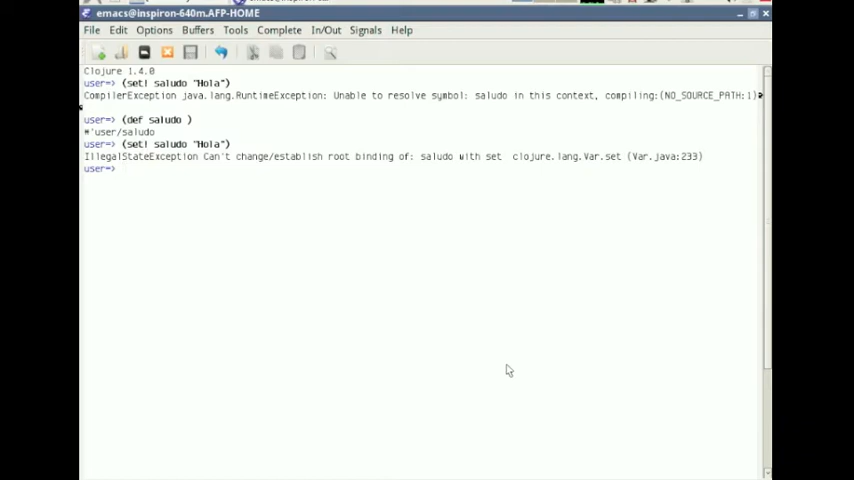 emacs@inspiron-640m.AFP-HOME
File Edit Options Buffers Tools Complete In/Out Signals Help
Clojure 1.4.0
user=> (set! saludo "Hola")
CompilerException java.lang.RuntimeException: Unable to resolve symbol: saludo in this context, compiling:(NO_SOURCE_PATH:1)
user=> (def saludo )
#'user/saludo
user=> (set! saludo "Hola")
IllegalStateException Can't change/establish root binding of: saludo with set  clojure.lang.Var.set (Var.java:233)
user=>